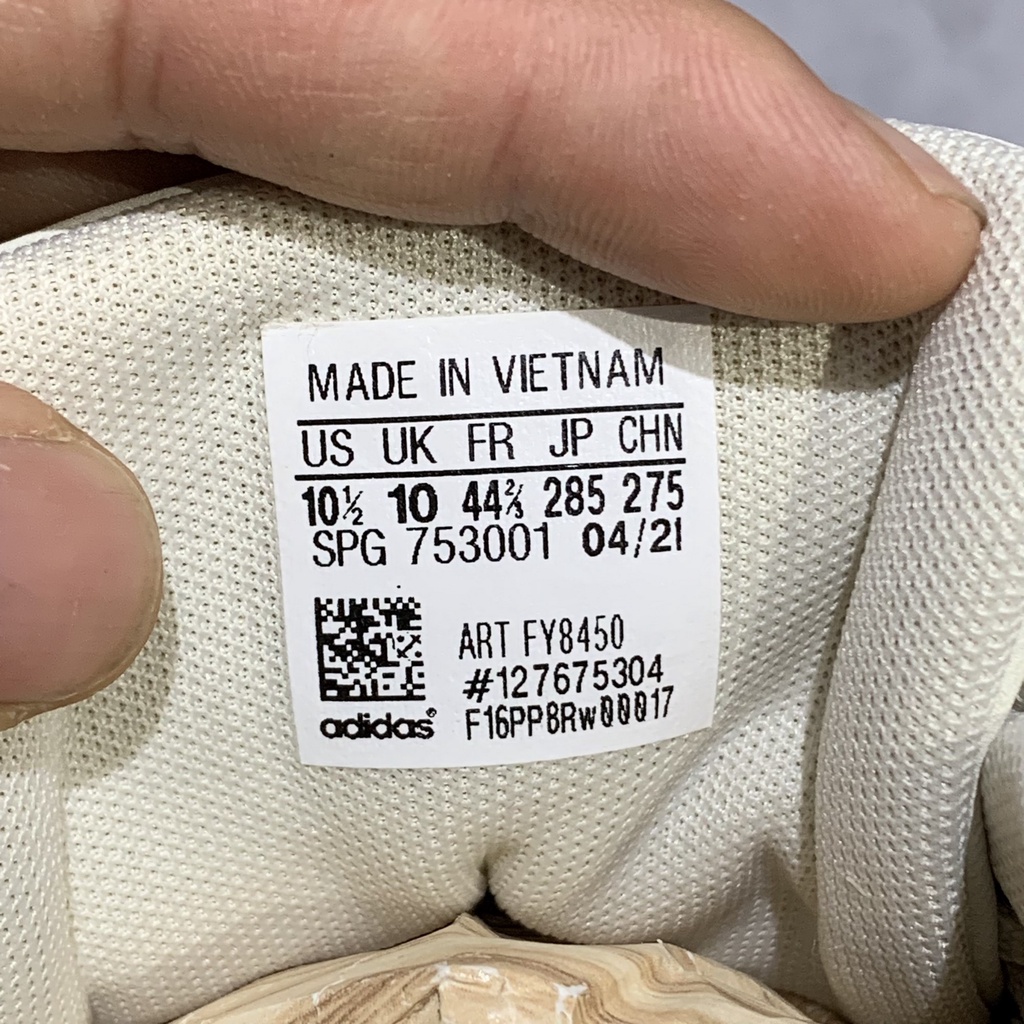 MADE IN VIETNAM
US UK FR JP CHN
10½ 10 44⅔ 285 275
SPG 753001 04/21
ART FY8450
#127675304
F16PP8Rw00017
adidas®